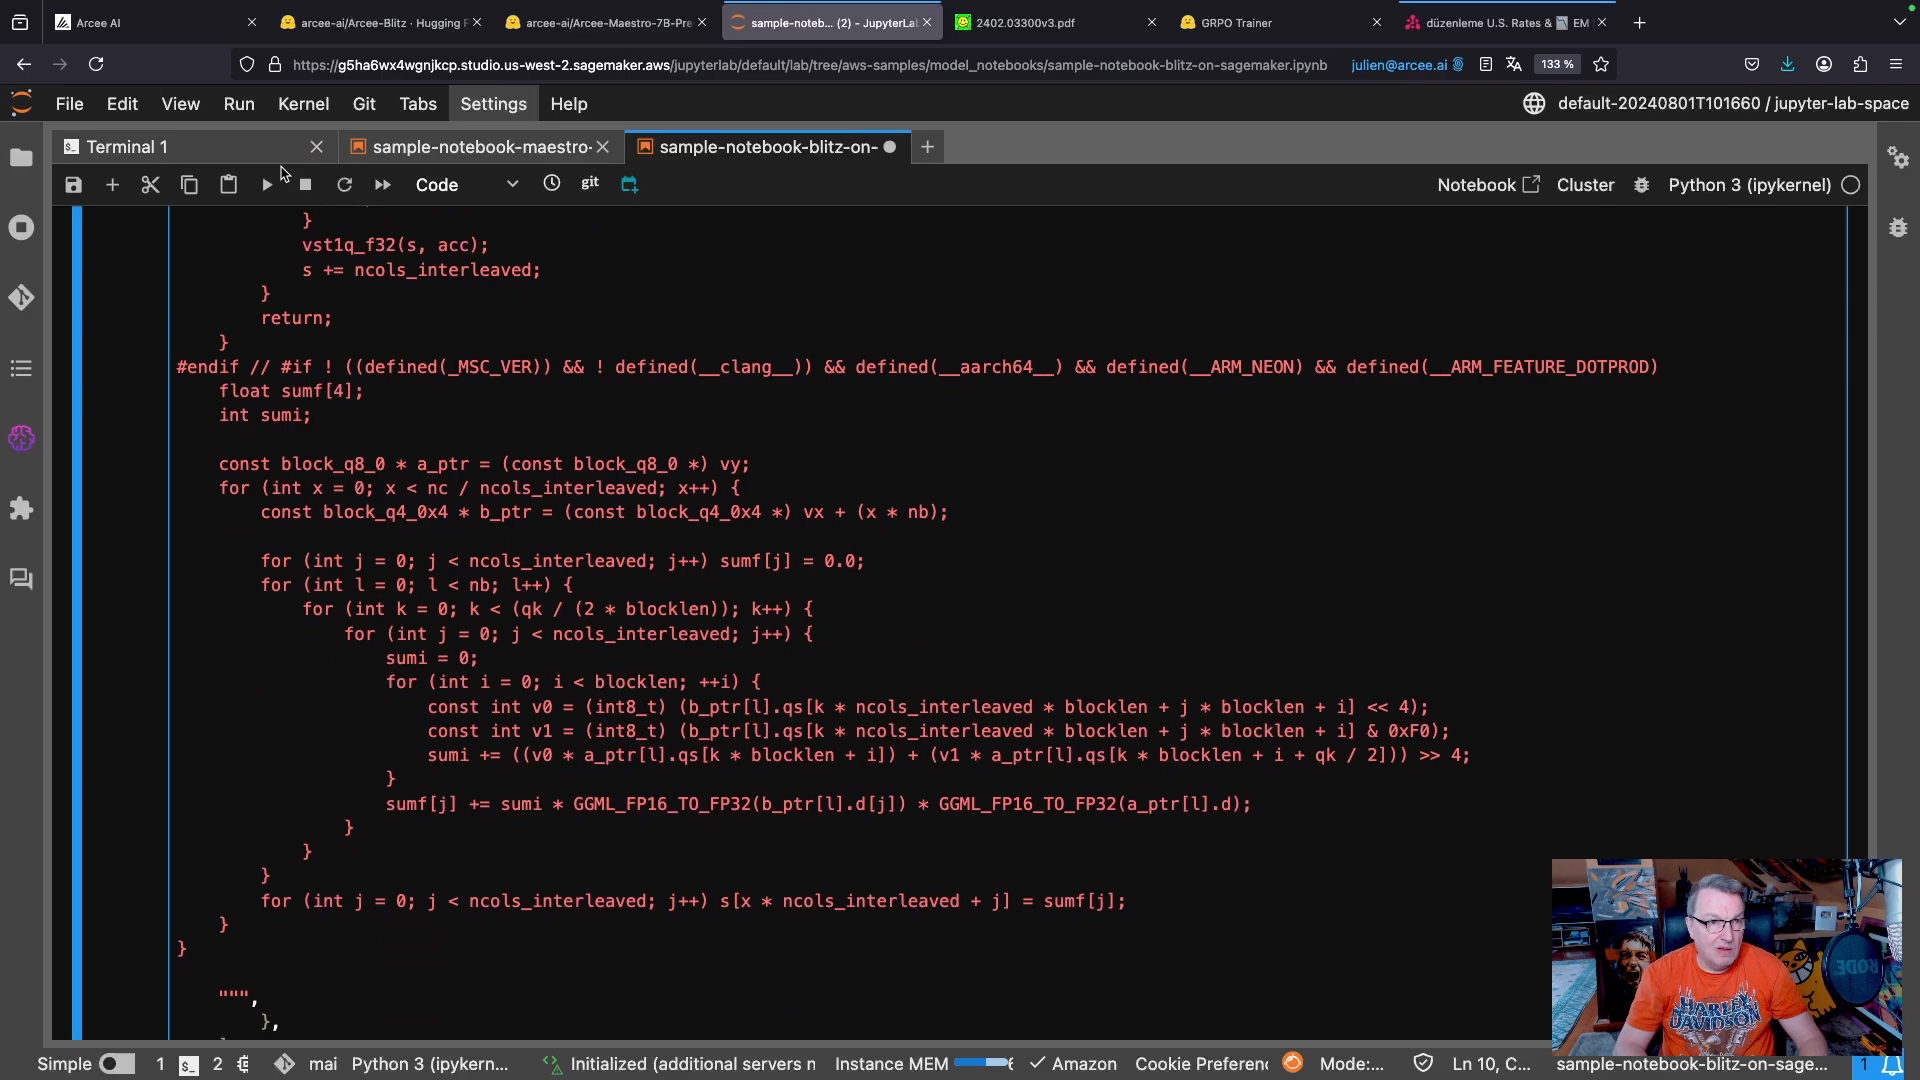 Arcee AI
arcee-ai/Arcee-Blitz · Hugging F
arcee-ai/Arcee-Maestro-7B-Pre
sample-noteb... (2) - JupyterLa
2402.03300v3.pdf
GRPO Trainer
düzenleme U.S. Rates & EM
https://g5ha6wx4wgnjkcp.studio.us-west-2.sagemaker.aws/jupyterlab/default/lab/tree/aws-samples/model_notebooks/sample-notebook-blitz-on-sagemaker.ipynb
julien@arcee.ai
133 %
File Edit View Run Kernel Git Tabs Settings Help
default-20240801T101660 / jupyter-lab-space
Terminal 1
sample-notebook-maestro-
sample-notebook-blitz-on-
Code
git
Notebook
Cluster
Python 3 (ipykernel)
}
vst1q_f32(s, acc);
s += ncols_interleaved;
}
return;
}
#endif // #if ! ((defined(_MSC_VER)) && ! defined(__clang__)) && defined(__aarch64__) && defined(__ARM_NEON) && defined(__ARM_FEATURE_DOTPROD)
float sumf[4];
int sumi;
const block_q8_0 * a_ptr = (const block_q8_0 *) vy;
for (int x = 0; x < nc / ncols_interleaved; x++) {
const block_q4_0x4 * b_ptr = (const block_q4_0x4 *) vx + (x * nb);
for (int j = 0; j < ncols_interleaved; j++) sumf[j] = 0.0;
for (int l = 0; l < nb; l++) {
for (int k = 0; k < (qk / (2 * blocklen)); k++) {
for (int j = 0; j < ncols_interleaved; j++) {
sumi = 0;
for (int i = 0; i < blocklen; ++i) {
const int v0 = (int8_t) (b_ptr[l].qs[k * ncols_interleaved * blocklen + j * blocklen + i] << 4);
const int v1 = (int8_t) (b_ptr[l].qs[k * ncols_interleaved * blocklen + j * blocklen + i] & 0xF0);
sumi += ((v0 * a_ptr[l].qs[k * blocklen + i]) + (v1 * a_ptr[l].qs[k * blocklen + i + qk / 2])) >> 4;
}
sumf[j] += sumi * GGML_FP16_TO_FP32(b_ptr[l].d[j]) * GGML_FP16_TO_FP32(a_ptr[l].d);
}
}
}
for (int j = 0; j < ncols_interleaved; j++) s[x * ncols_interleaved + j] = sumf[j];
}
}
""",
},
RODE
HARLEY
DAVIDSON
Simple
1
2
mai
Python 3 (ipykern...
Initialized (additional servers n
Instance MEM
Amazon
Cookie Preferenc
Mode:...
Ln 10, C...
sample-notebook-blitz-on-sage...
1